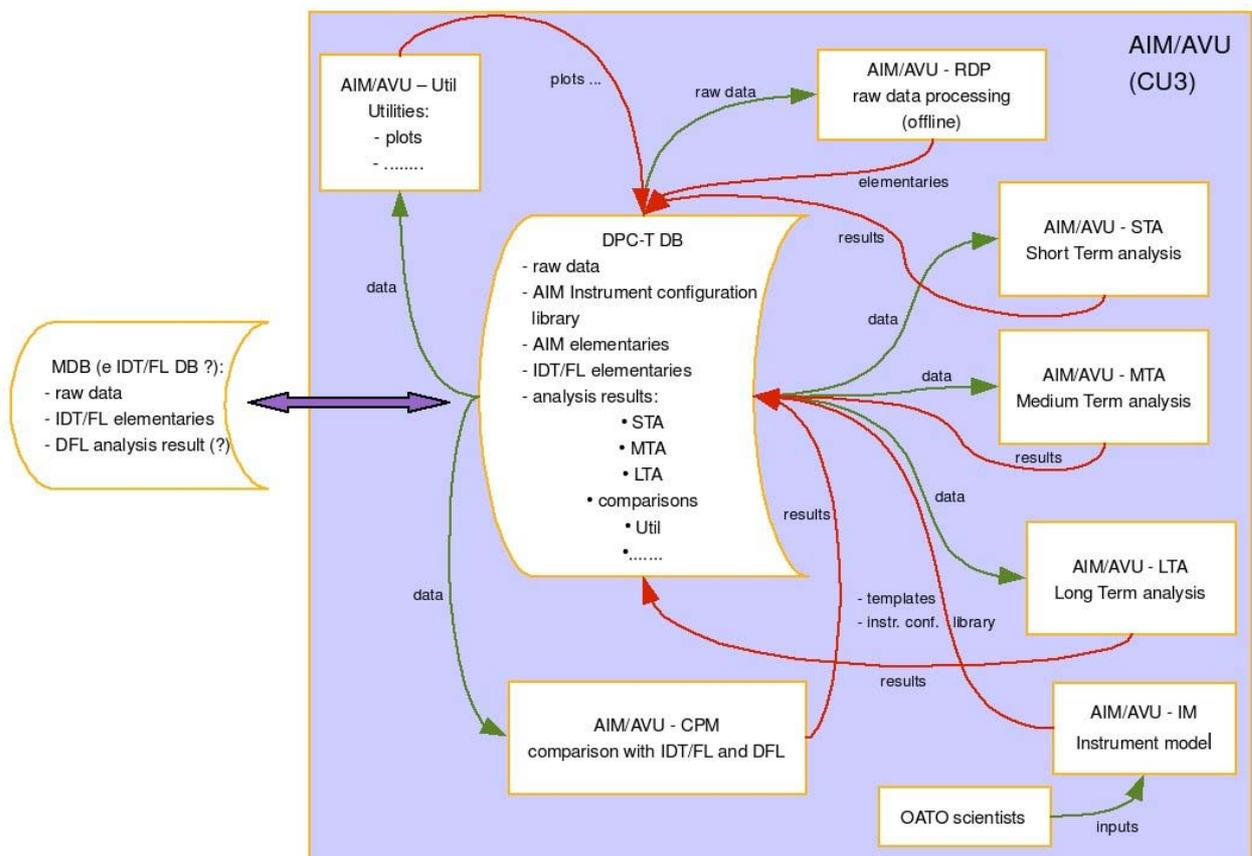 AIM/AVU
(CU3)
AIM/AVU – Util
Utilities:
- plots
- ........
plots ...
raw data
AIM/AVU - RDP
raw data processing
(offline)
elementaries
results
AIM/AVU - STA
Short Term analysis
data
data
DPC-T DB
- raw data
- AIM Instrument configuration
library
- AIM elementaries
- IDT/FL elementaries
- analysis results:
• STA
• MTA
• LTA
• comparisons
• Util
•.......
MDB (e IDT/FL DB ?):
- raw data
- IDT/FL elementaries
- DFL analysis result (?)
data
AIM/AVU - MTA
Medium Term analysis
results
data
results
AIM/AVU - LTA
Long Term analysis
data
- templates
- instr. conf. library
results
AIM/AVU - CPM
comparison with IDT/FL and DFL
AIM/AVU - IM
Instrument model
OATO scientists
inputs